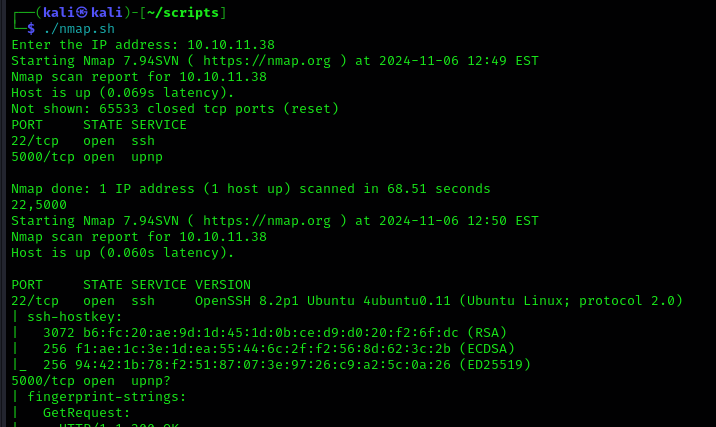 ┌──(kali㉿kali)-[~/scripts]
└─$ ./nmap.sh
Enter the IP address: 10.10.11.38
Starting Nmap 7.94SVN ( https://nmap.org ) at 2024-11-06 12:49 EST
Nmap scan report for 10.10.11.38
Host is up (0.069s latency).
Not shown: 65533 closed tcp ports (reset)
PORT     STATE SERVICE
22/tcp   open  ssh
5000/tcp open  upnp
Nmap done: 1 IP address (1 host up) scanned in 68.51 seconds
22,5000
Starting Nmap 7.94SVN ( https://nmap.org ) at 2024-11-06 12:50 EST
Nmap scan report for 10.10.11.38
Host is up (0.060s latency).
PORT     STATE SERVICE VERSION
22/tcp   open  ssh     OpenSSH 8.2p1 Ubuntu 4ubuntu0.11 (Ubuntu Linux; protocol 2.0)
| ssh-hostkey:
|   3072 b6:fc:20:ae:9d:1d:45:1d:0b:ce:d9:d0:20:f2:6f:dc (RSA)
|   256 f1:ae:1c:3e:1d:ea:55:44:6c:2f:f2:56:8d:62:3c:2b (ECDSA)
|_  256 94:42:1b:78:f2:51:87:07:3e:97:26:c9:a2:5c:0a:26 (ED25519)
5000/tcp open  upnp?
| fingerprint-strings:
|   GetRequest:
|     HTTP/1.1 200 OK